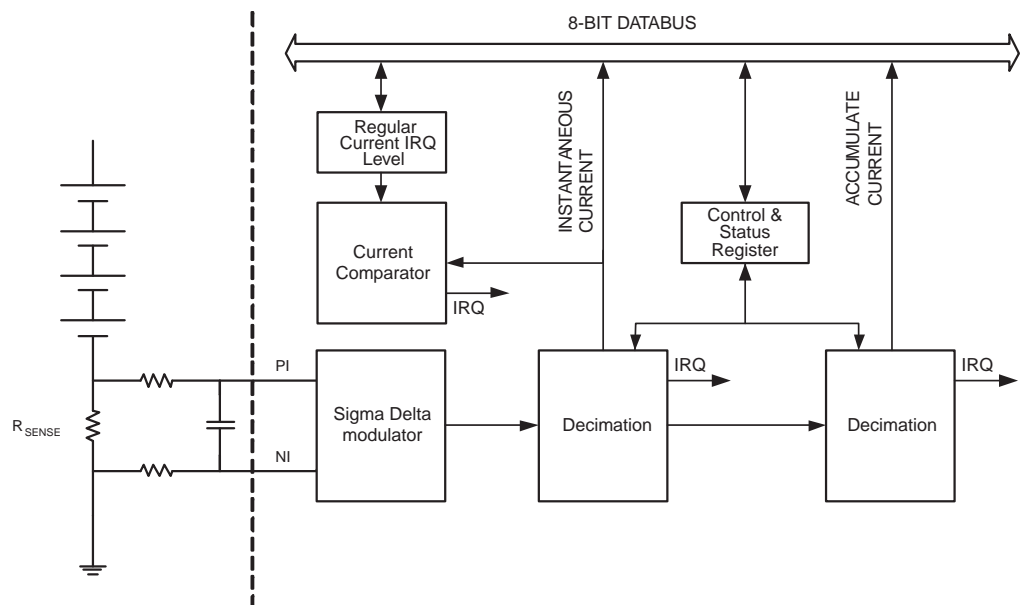 8-BIT DATABUS
Regular
Current IRQ
Level
INSTANTANEOUS
CURRENT
ACCUMULATE
CURRENT
Control &
Status
Register
Current
Comparator
IRQ
PI
Sigma Delta
modulator
IRQ
Decimation
IRQ
Decimation
RSENSE
NI